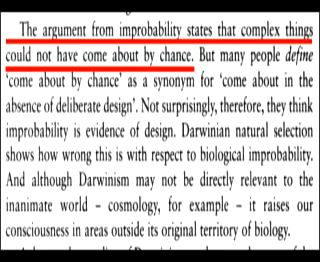 The argument from improbability states that complex things
could not have come about by chance. But many people define
'come about by chance' as a synonym for 'come about in the
absence of deliberate design'. Not surprisingly, therefore, they think
improbability is evidence of design. Darwinian natural selection
shows how wrong this is with respect to biological improbability.
And although Darwinism may not be directly relevant to the
inanimate world – cosmology, for example – it raises our
consciousness in areas outside its original territory of biology.